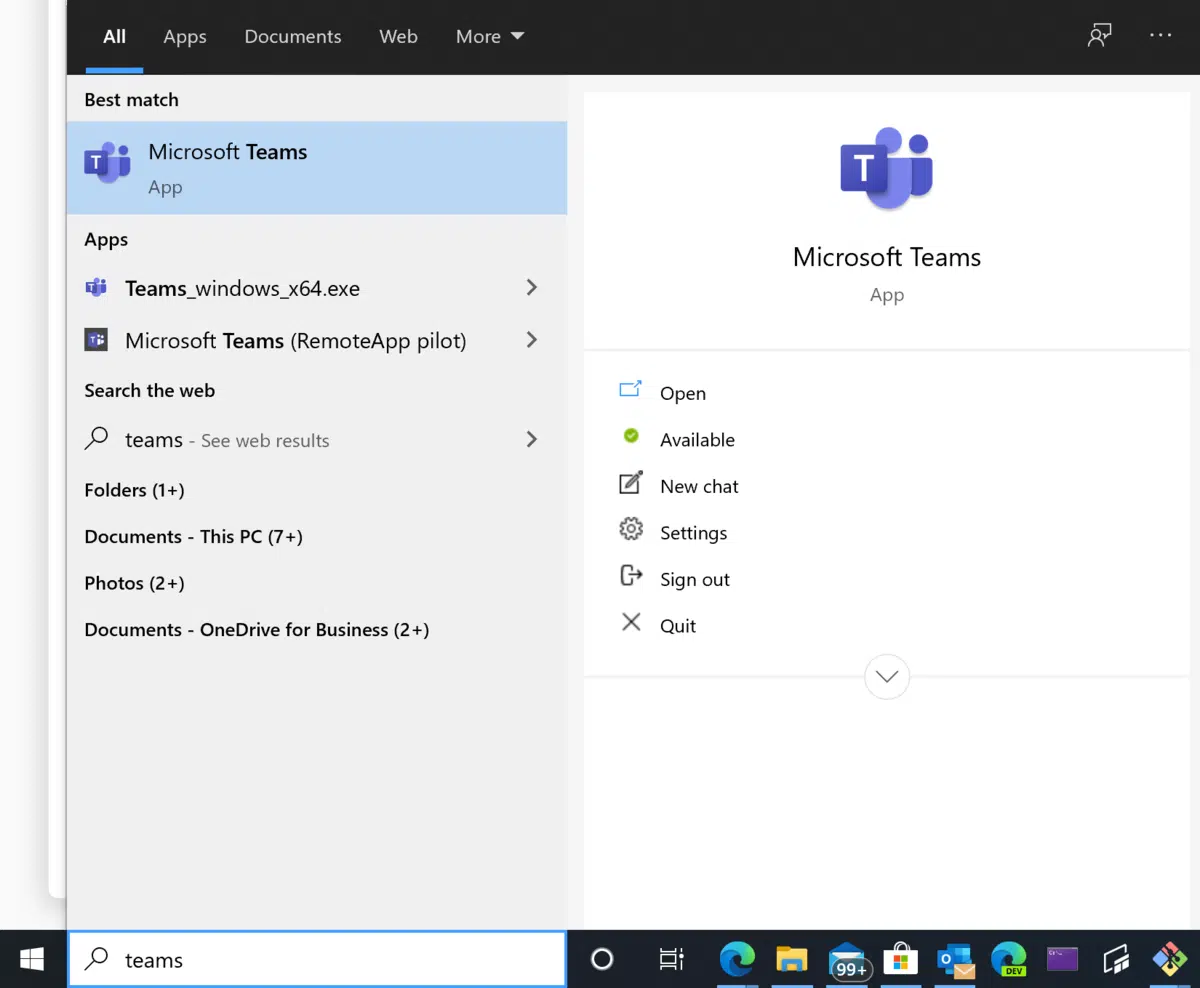 All Apps Documents Web More
Best match
Microsoft Teams
App
Apps
Teams_windows_x64.exe
Microsoft Teams (RemoteApp pilot)
Search the web
teams - See web results
Folders (1+)
Documents - This PC (7+)
Photos (2+)
Documents - OneDrive for Business (2+)
T
Microsoft Teams
App
Open
Available
New chat
Settings
Sign out
Quit
teams
99+
DEV